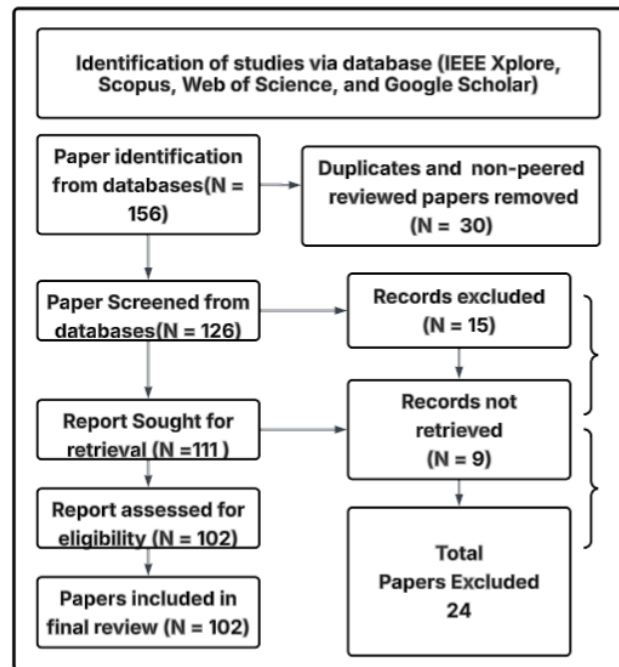 Identification of studies via database (IEEE Xplore,
Scopus, Web of Science, and Google Scholar)
Paper identification
from databases(N =
156)
Duplicates and non-peered
reviewed papers removed
(N = 30)
Paper Screened from
databases(N = 126)
Records excluded
(N = 15)
Report Sought for
retrieval (N =111 )
Records not
retrieved
(N = 9)
Report assessed for
eligibility (N = 102)
Total
Papers Excluded
24
Papers included in
final review (N = 102)